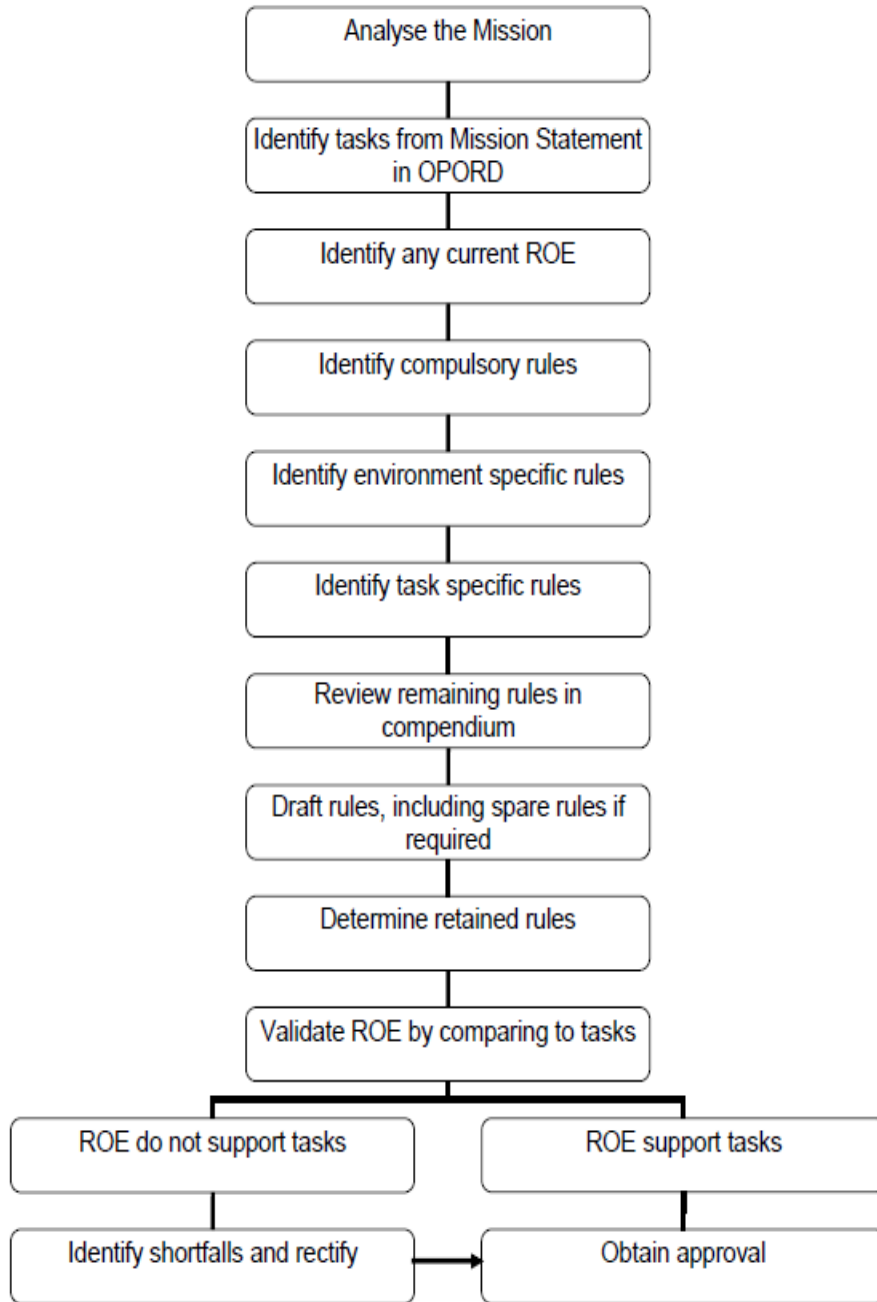 Analyse the Mission
Identify tasks from Mission Statement
in OPORD
Identify any current ROE
Identify compulsory rules
Identify environment specific rules
Identify task specific rules
Review remaining rules in
compendium
Draft rules, including spare rules if
required
Determine retained rules
Validate ROE by comparing to tasks
ROE do not support tasks
ROE support tasks
Identify shortfalls and rectify
Obtain approval